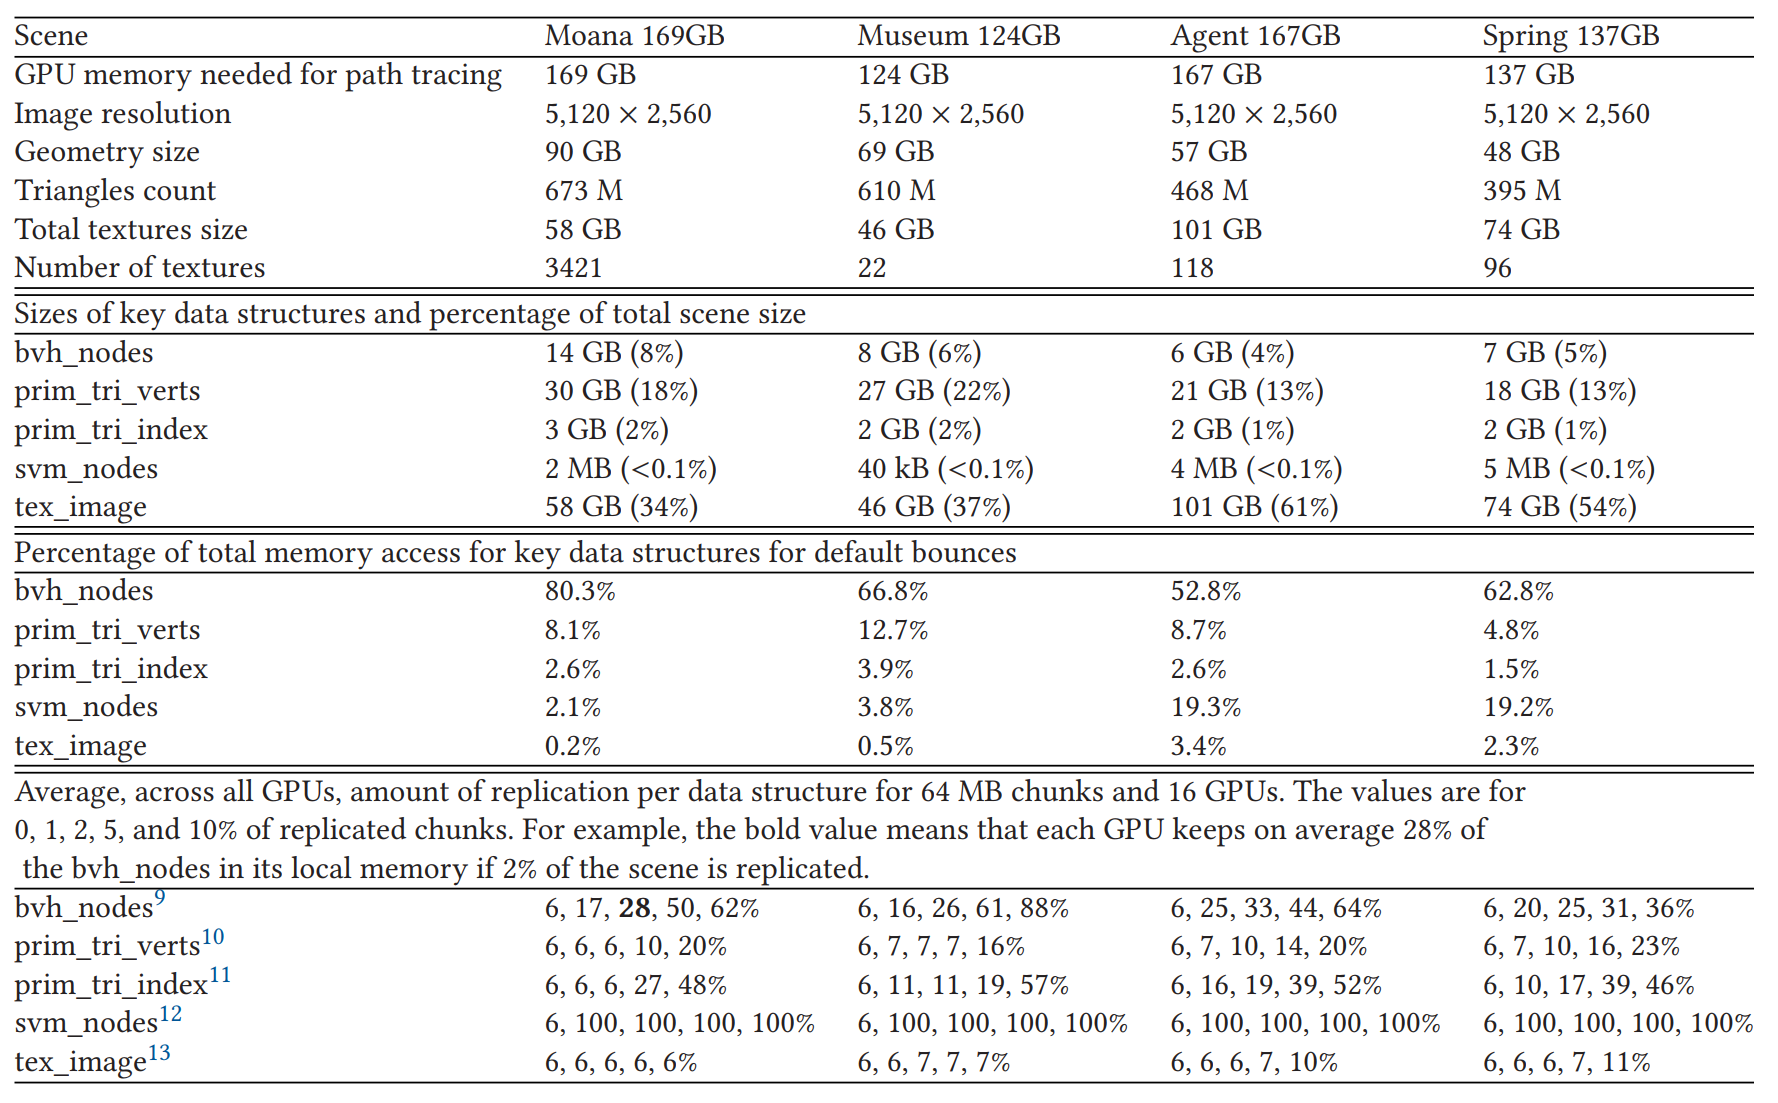 Scene Moana 169GB Museum 124GB Agent 167GB Spring 137GB
GPU memory needed for path tracing 169 GB 124 GB 167 GB 137 GB
Image resolution 5,120 × 2,560 5,120 × 2,560 5,120 × 2,560 5,120 × 2,560
Geometry size 90 GB 69 GB 57 GB 48 GB
Triangles count 673 M 610 M 468 M 395 M
Total textures size 58 GB 46 GB 101 GB 74 GB
Number of textures 3421 22 118 96
Sizes of key data structures and percentage of total scene size
bvh_nodes 14 GB (8%) 8 GB (6%) 6 GB (4%) 7 GB (5%)
prim_tri_verts 30 GB (18%) 27 GB (22%) 21 GB (13%) 18 GB (13%)
prim_tri_index 3 GB (2%) 2 GB (2%) 2 GB (1%) 2 GB (1%)
svm_nodes 2 MB (<0.1%) 40 kB (<0.1%) 4 MB (<0.1%) 5 MB (<0.1%)
tex_image 58 GB (34%) 46 GB (37%) 101 GB (61%) 74 GB (54%)
Percentage of total memory access for key data structures for default bounces
bvh_nodes 80.3% 66.8% 52.8% 62.8%
prim_tri_verts 8.1% 12.7% 8.7% 4.8%
prim_tri_index 2.6% 3.9% 2.6% 1.5%
svm_nodes 2.1% 3.8% 19.3% 19.2%
tex_image 0.2% 0.5% 3.4% 2.3%
Average, across all GPUs, amount of replication per data structure for 64 MB chunks and 16 GPUs. The values are for
0, 1, 2, 5, and 10% of replicated chunks. For example, the bold value means that each GPU keeps on average 28% of
the bvh_nodes in its local memory if 2% of the scene is replicated.
bvh_nodes9 6, 17, 28, 50, 62% 6, 16, 26, 61, 88% 6, 25, 33, 44, 64% 6, 20, 25, 31, 36%
prim_tri_verts10 6, 6, 6, 10, 20% 6, 7, 7, 7, 16% 6, 7, 10, 14, 20% 6, 7, 10, 16, 23%
prim_tri_index11 6, 6, 6, 27, 48% 6, 11, 11, 19, 57% 6, 16, 19, 39, 52% 6, 10, 17, 39, 46%
svm_nodes12 6, 100, 100, 100, 100% 6, 100, 100, 100, 100% 6, 100, 100, 100, 100% 6, 100, 100, 100, 100%
tex_image13 6, 6, 6, 6, 6% 6, 6, 7, 7, 7% 6, 6, 6, 7, 10% 6, 6, 6, 7, 11%